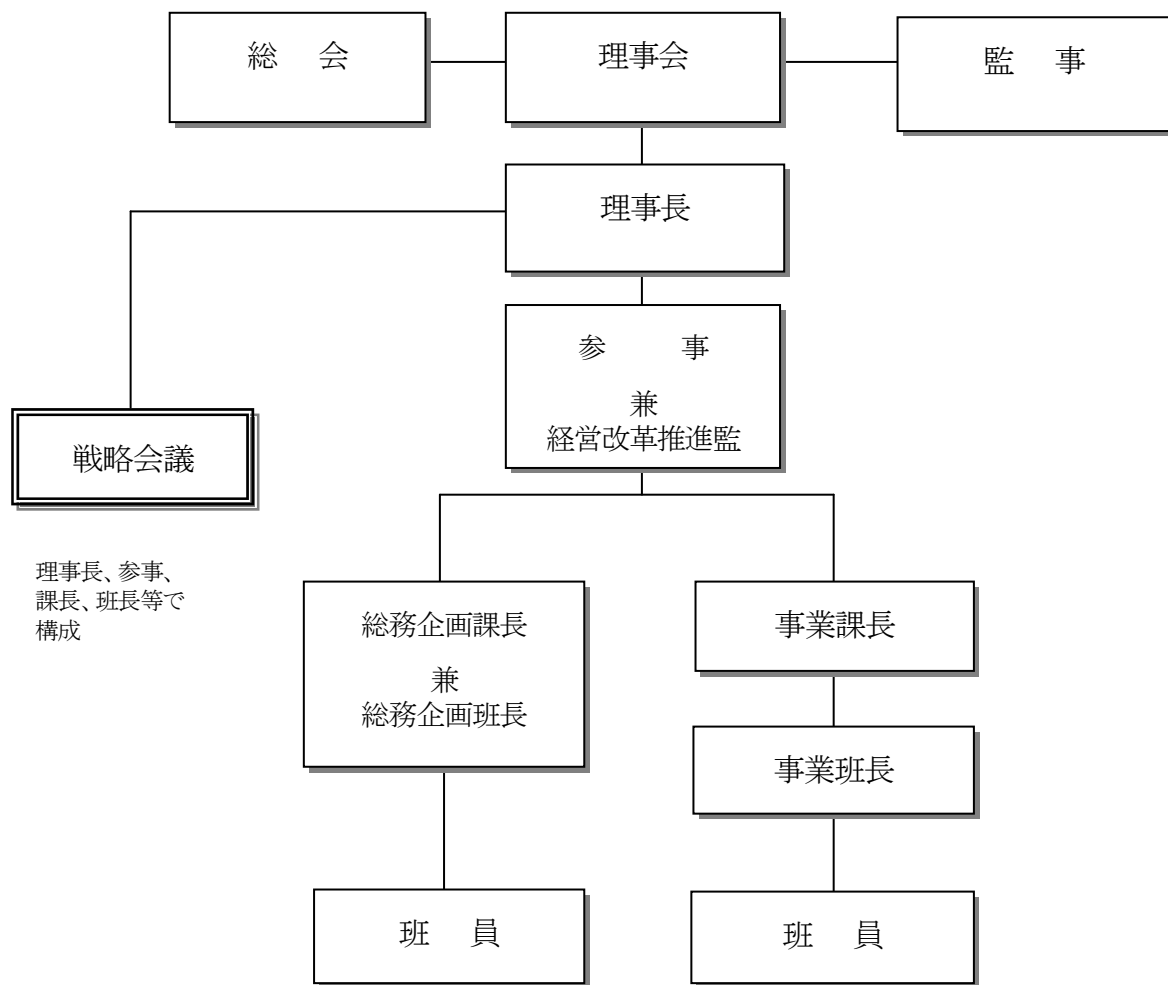 総　会
理事会
監　事
理事長
参　　事
兼
経営改革推進監
戦略会議
理事長、参事、
課長、班長等で
構成
総務企画課長
兼
総務企画班長
事業課長
事業班長
班　員
班　員